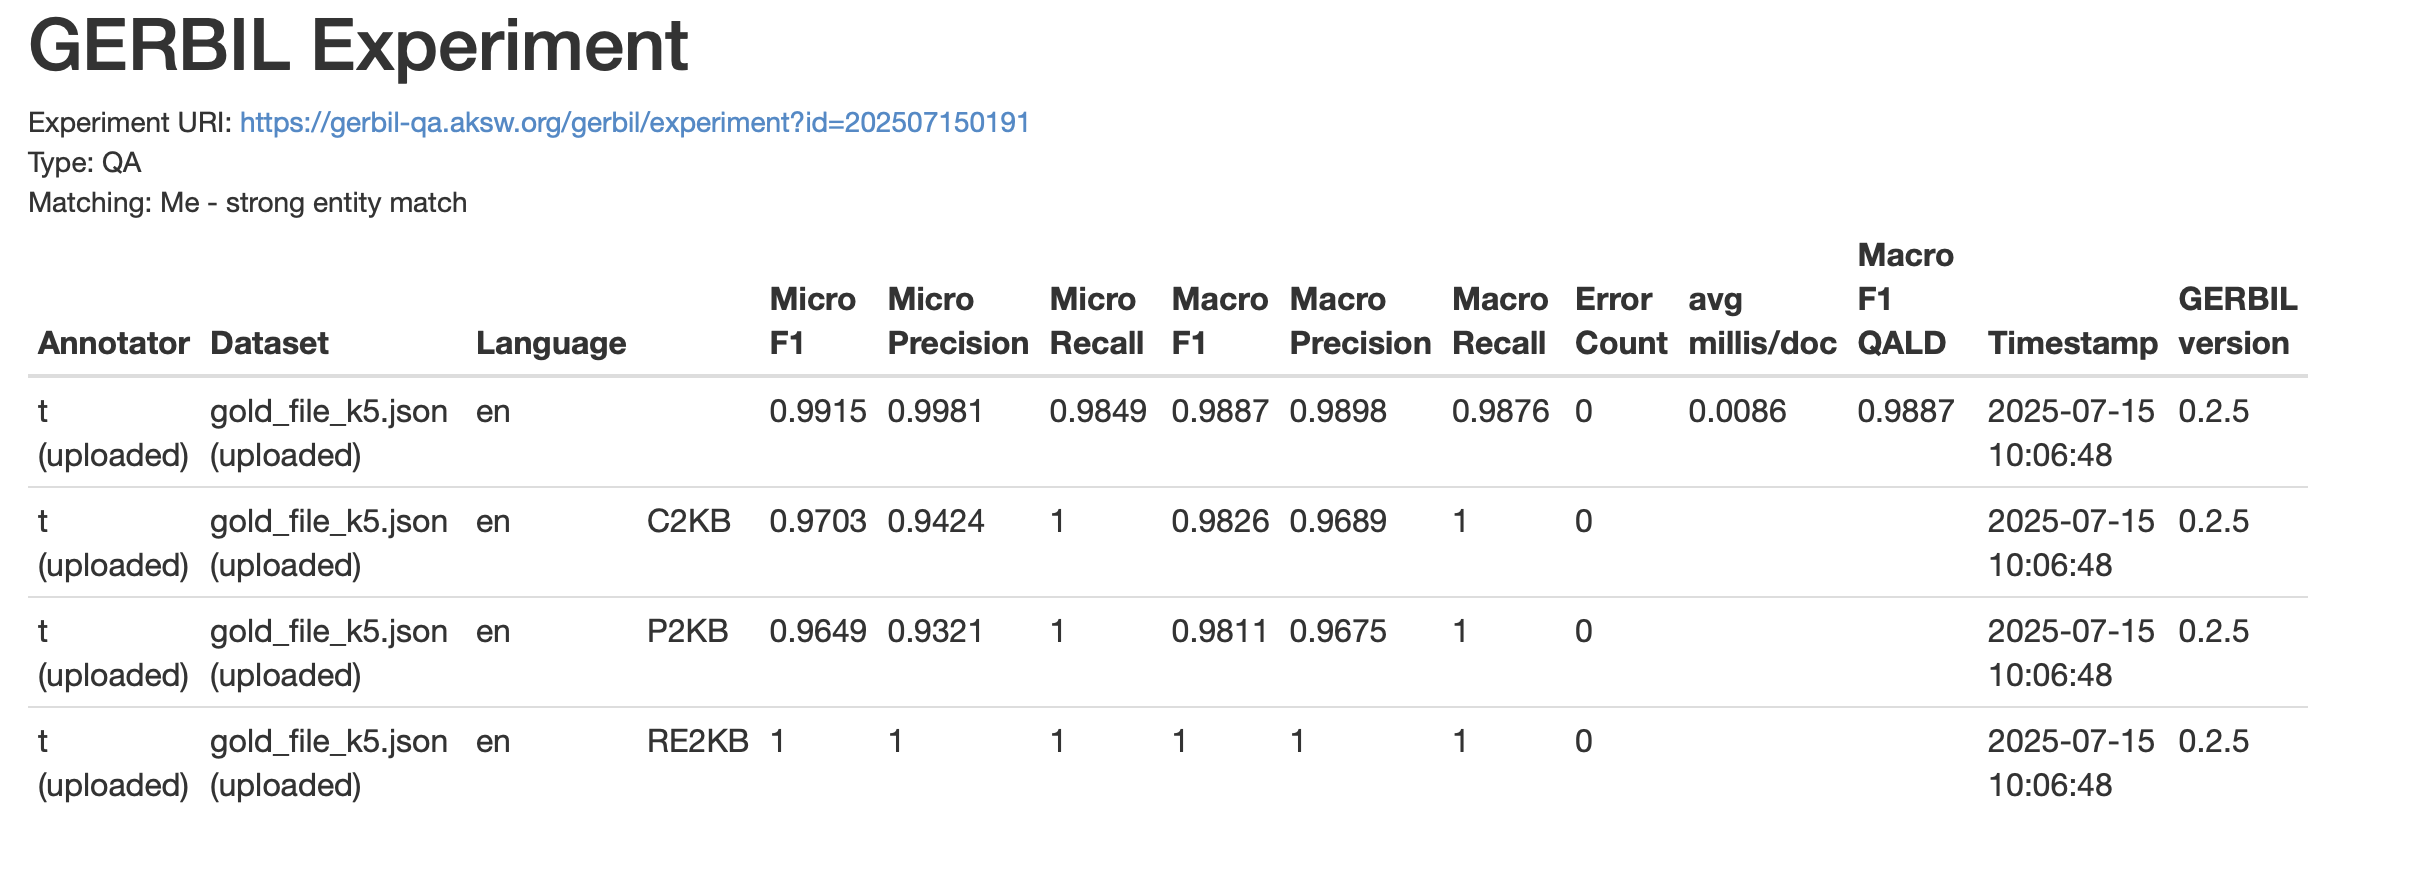 GERBIL Experiment
Experiment URI: https://gerbil-qa.aksw.org/gerbil/experiment?id=202507150191
Type: QA
Matching: Me - strong entity match
Annotator Dataset Language Micro F1 Micro Precision Micro Recall Macro F1 Macro Precision Macro Recall Error Count avg millis/doc Macro F1 QALD Timestamp GERBIL version
t (uploaded) gold_file_k5.json (uploaded) en 0.9915 0.9981 0.9849 0.9887 0.9898 0.9876 0 0.0086 0.9887 2025-07-15 10:06:48 0.2.5
t (uploaded) gold_file_k5.json (uploaded) en C2KB 0.9703 0.9424 1 0.9826 0.9689 1 0 2025-07-15 10:06:48 0.2.5
t (uploaded) gold_file_k5.json (uploaded) en P2KB 0.9649 0.9321 1 0.9811 0.9675 1 0 2025-07-15 10:06:48 0.2.5
t (uploaded) gold_file_k5.json (uploaded) en RE2KB 1 1 1 1 1 1 0 2025-07-15 10:06:48 0.2.5